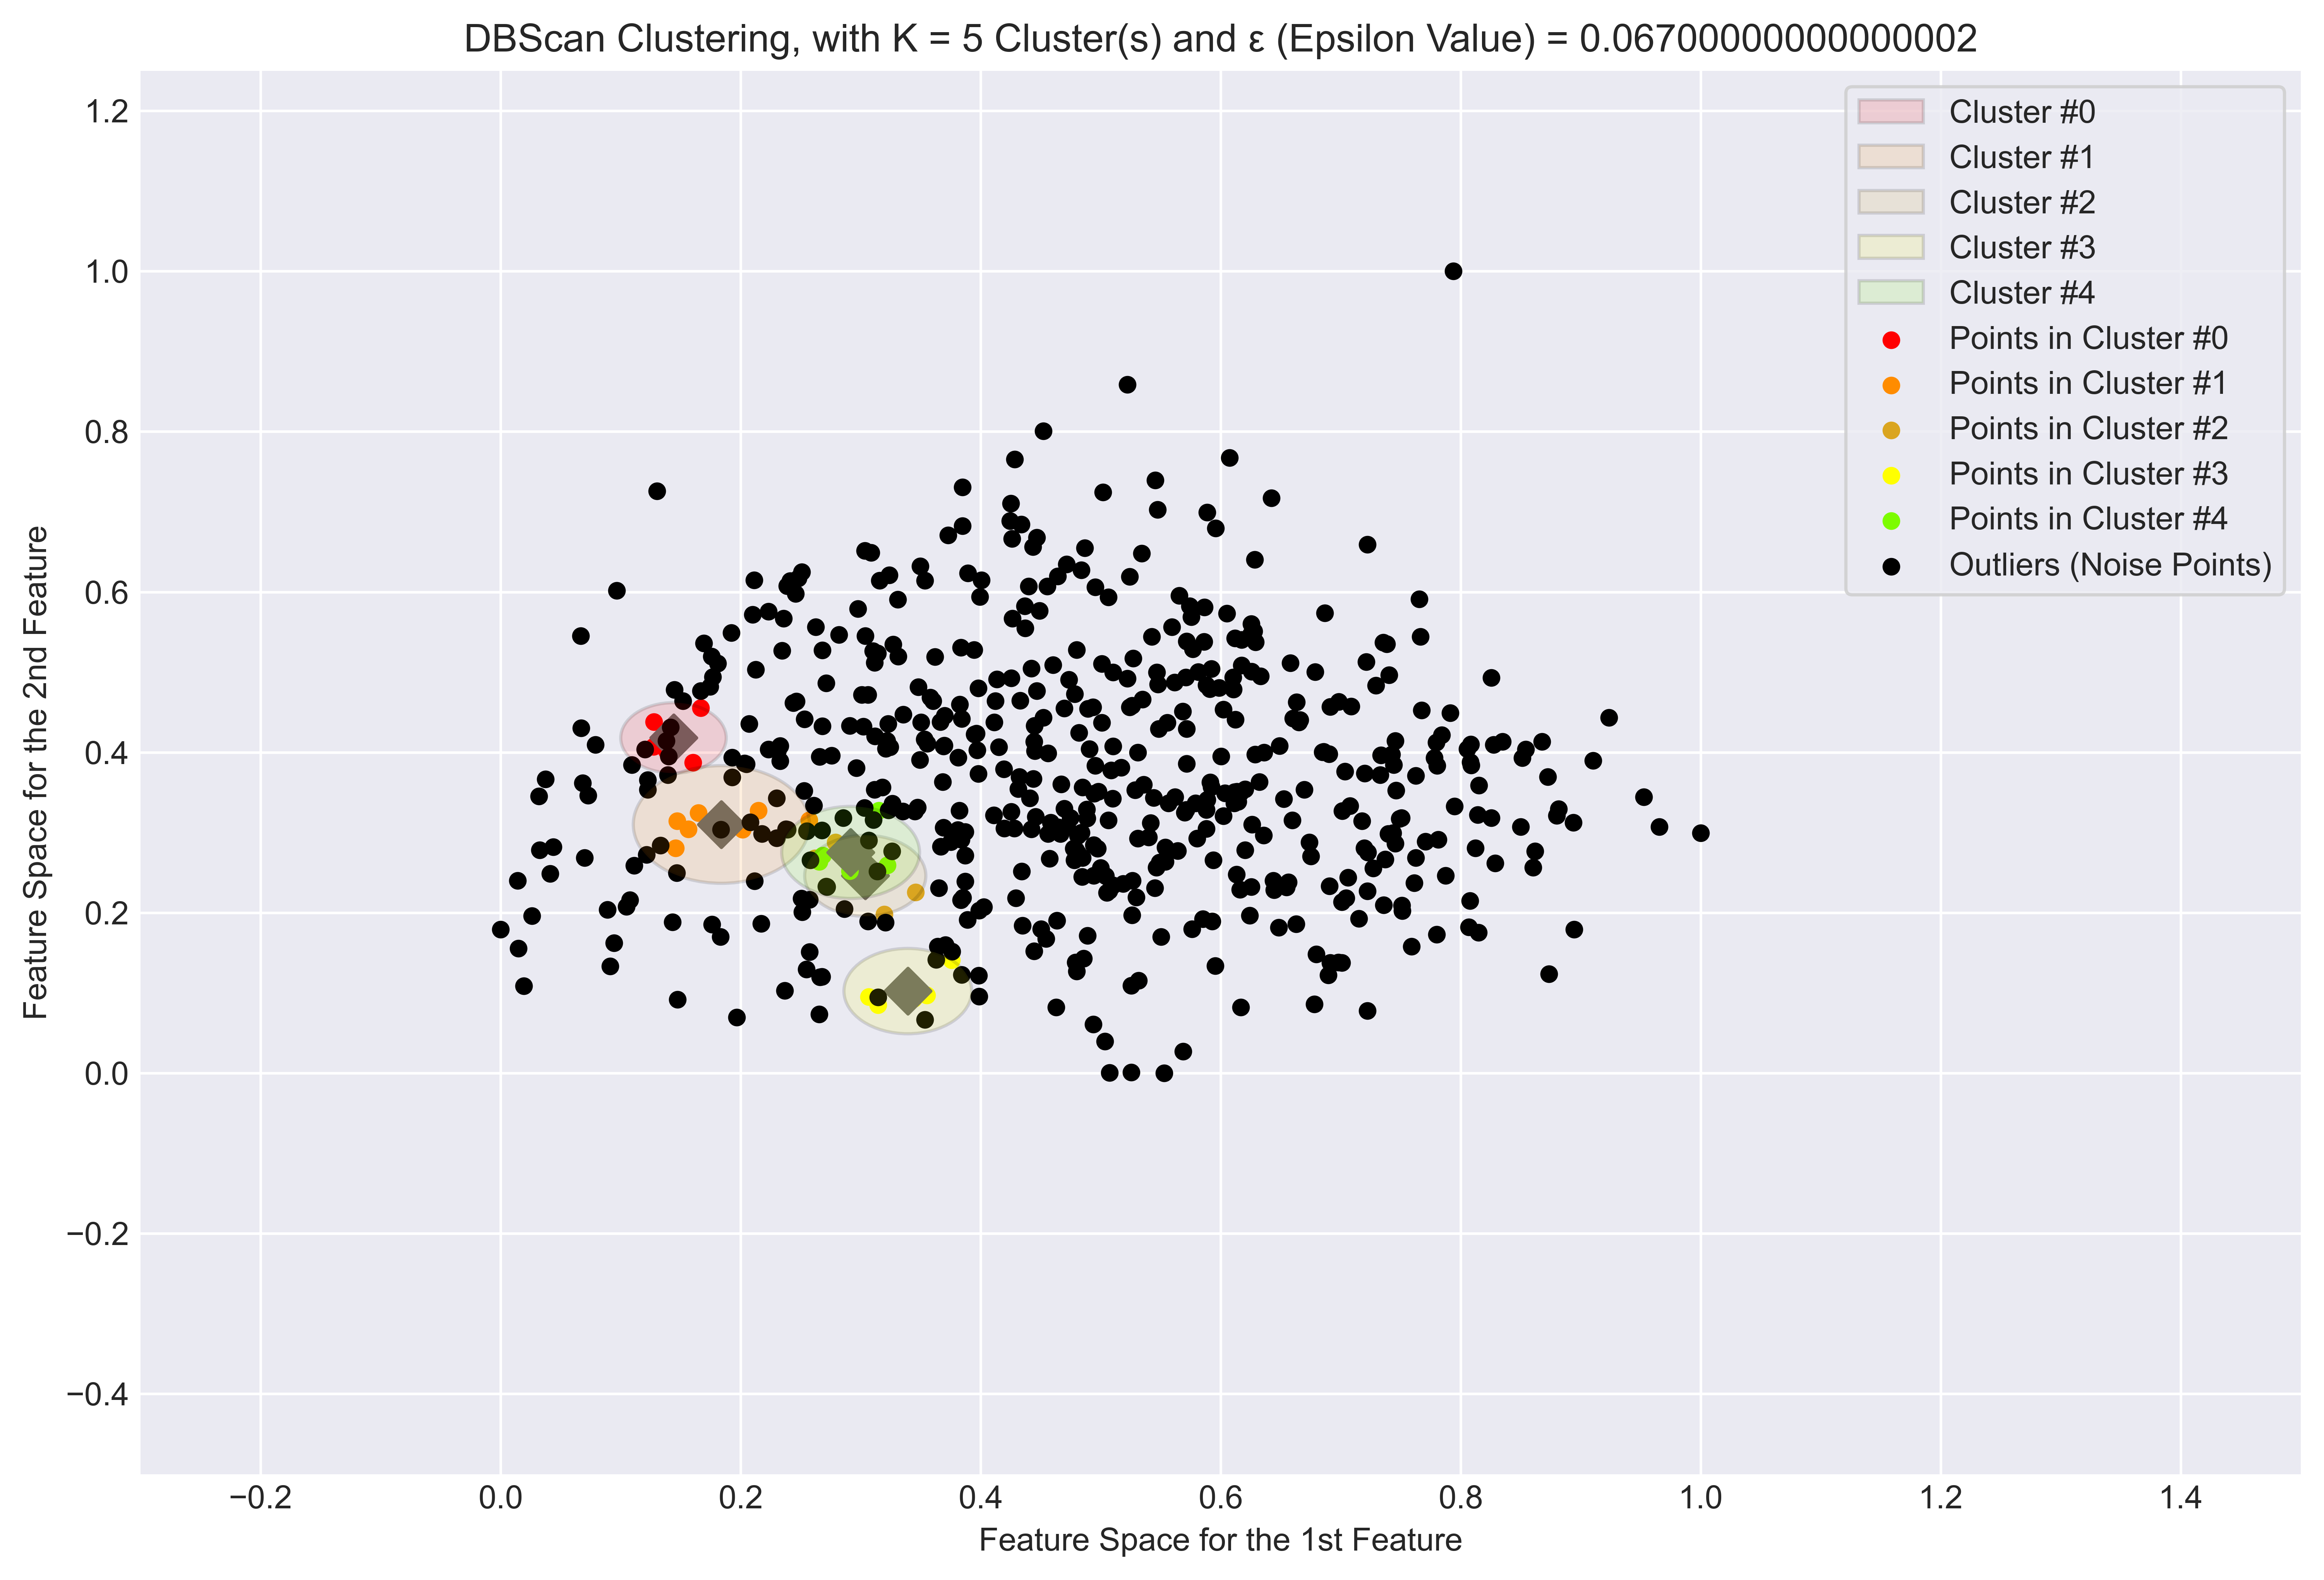 DBScan Clustering, with K = 5 Cluster(s) and ε (Epsilon Value) = 0.06700000000000002
Cluster #0
Cluster #1
Cluster #2
Cluster #3
Cluster #4
Points in Cluster #0
Points in Cluster #1
Points in Cluster #2
Points in Cluster #3
Points in Cluster #4
Outliers (Noise Points)
Feature Space for the 2nd Feature
1.2
1.0
0.8
0.6
0.4
0.2
0.0
−0.2
−0.4
−0.2 0.0 0.2 0.4 0.6 0.8 1.0 1.2 1.4
Feature Space for the 1st Feature